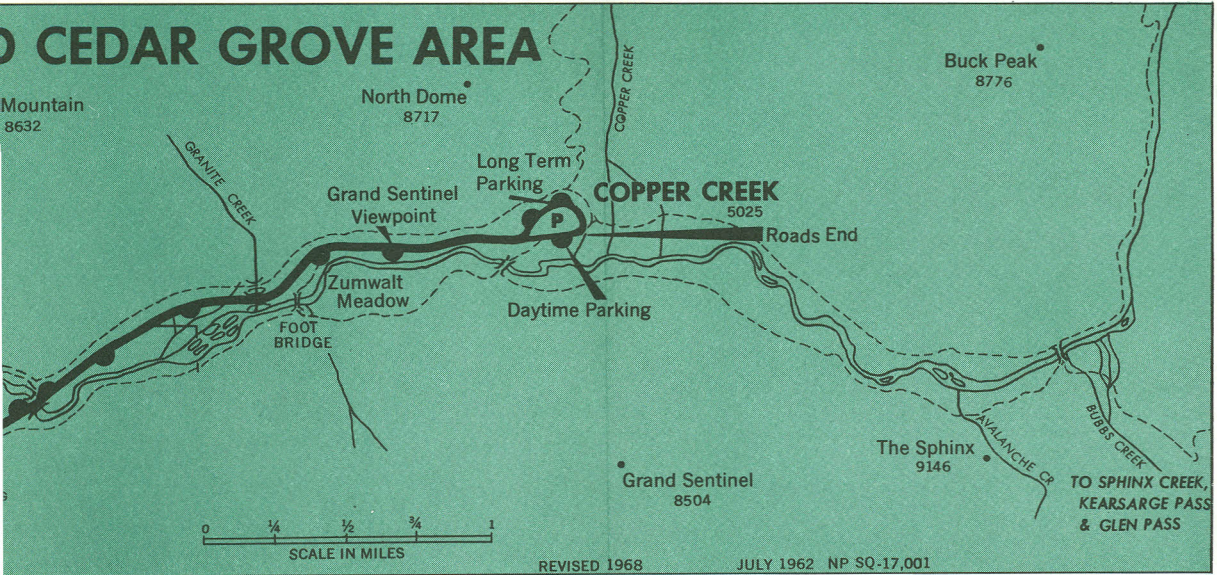 D CEDAR GROVE AREA
Mountain
8632
North Dome
8717
Buck Peak
8776
COPPER CREEK
GRANITE CREEK
Long Term
Parking
Grand Sentinel
Viewpoint
P
COPPER CREEK
5025
Roads End
Zumwalt
Meadow
Daytime Parking
FOOT
BRIDGE
The Sphinx
9146
AVALANCHE CR
BUBBS CREEK
Grand Sentinel
8504
TO SPHINX CREEK,
KEARSARGE PASS
& GLEN PASS
0 ¼ ½ ¾ 1
SCALE IN MILES
REVISED 1968 JULY 1962 NP SQ-17,001